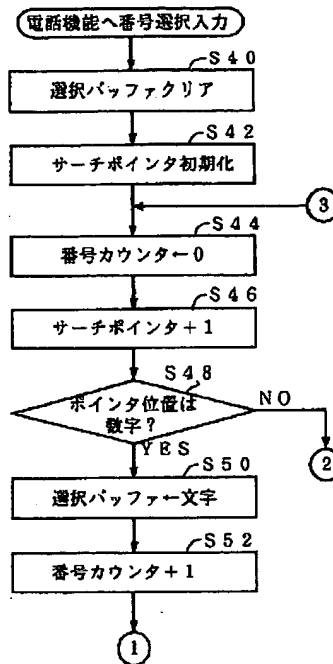 電話機能へ番号選択入力
S40
選択バッファクリア
S42
サーチポインタ初期化
3
S44
番号カウンタ←0
S46
サーチポインタ+1
S48
ポインタ位置は
数字?
NO
YES
2
S50
選択バッファ←文字
S52
番号カウンタ+1
1